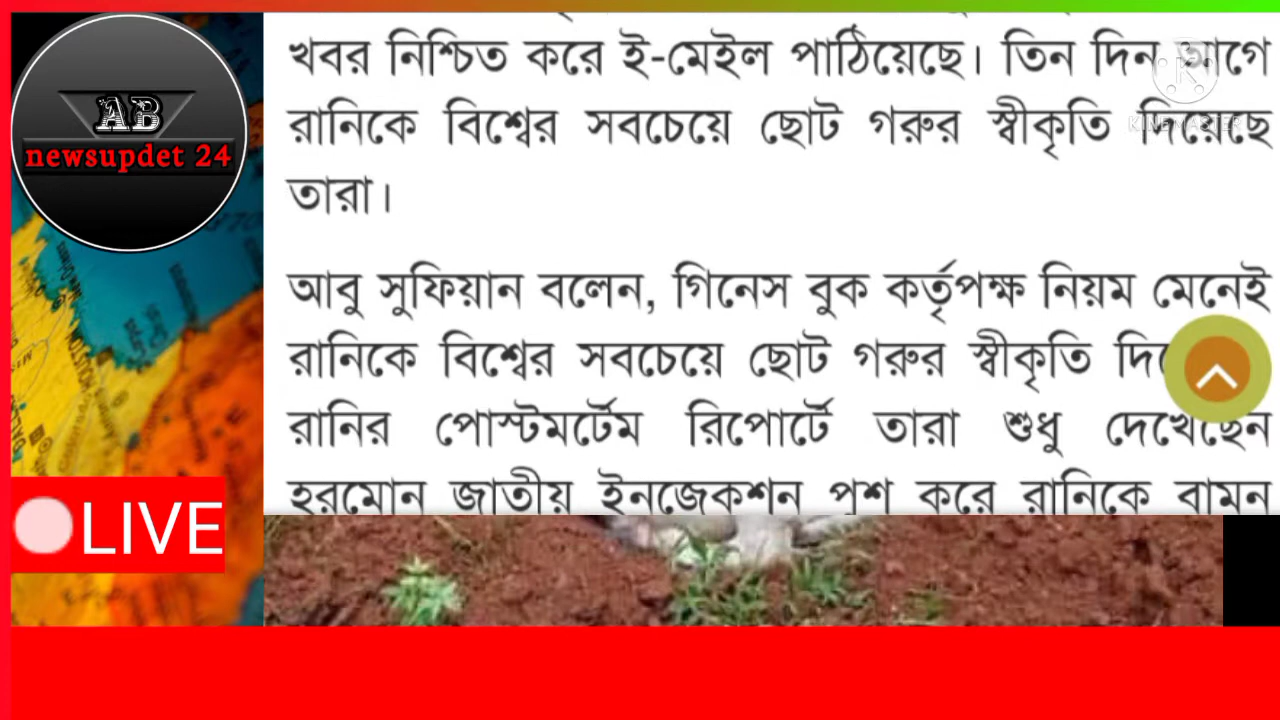 AB
newsupdet 24
KINEMASTER
খবর নিশ্চিত করে ই-মেইল পাঠিয়েছে। তিন দিন আগে
রানিকে বিশ্বের সবচেয়ে ছোট গরুর স্বীকৃতি দিয়েছে
তারা।
আবু সুফিয়ান বলেন, গিনেস বুক কর্তৃপক্ষ নিয়ম মেনেই
রানিকে বিশ্বের সবচেয়ে ছোট গরুর স্বীকৃতি
রানির পোস্টমর্টেম রিপোর্টে তারা শুধু দেখেছেন
হরমোন জাতীয় ইনজেকশন পুশ করে রানিকে বামন
LIVE